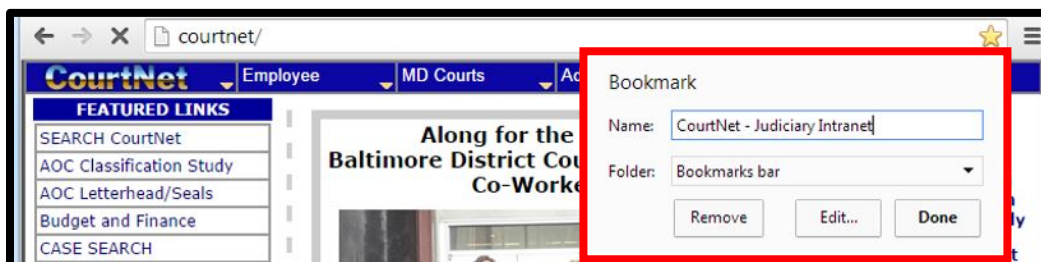 courtnet/
CourtNet Employee MD Courts
FEATURED LINKS
SEARCH CourtNet
AOC Classification Study
AOC Letterhead/Seals
Budget and Finance
CASE SEARCH
Along for the
Baltimore District Cou
Co-Worke
Bookmark
Name: CourtNet - Judiciary Intranet
Folder: Bookmarks bar
Remove Edit... Done
ly
t